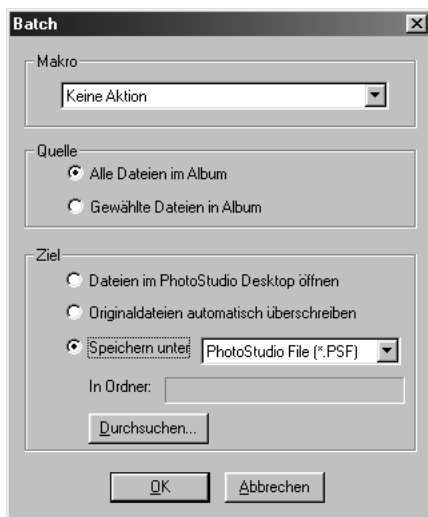 Batch
Makro
Keine Aktion
Quelle
Alle Dateien im Album
Gewählte Dateien in Album
Ziel
Dateien im PhotoStudio Desktop öffnen
Originaldateien automatisch überschreiben
Speichern unter PhotoStudio File (*.PSF)
In Ordner:
Durchsuchen...
OK Abbrechen